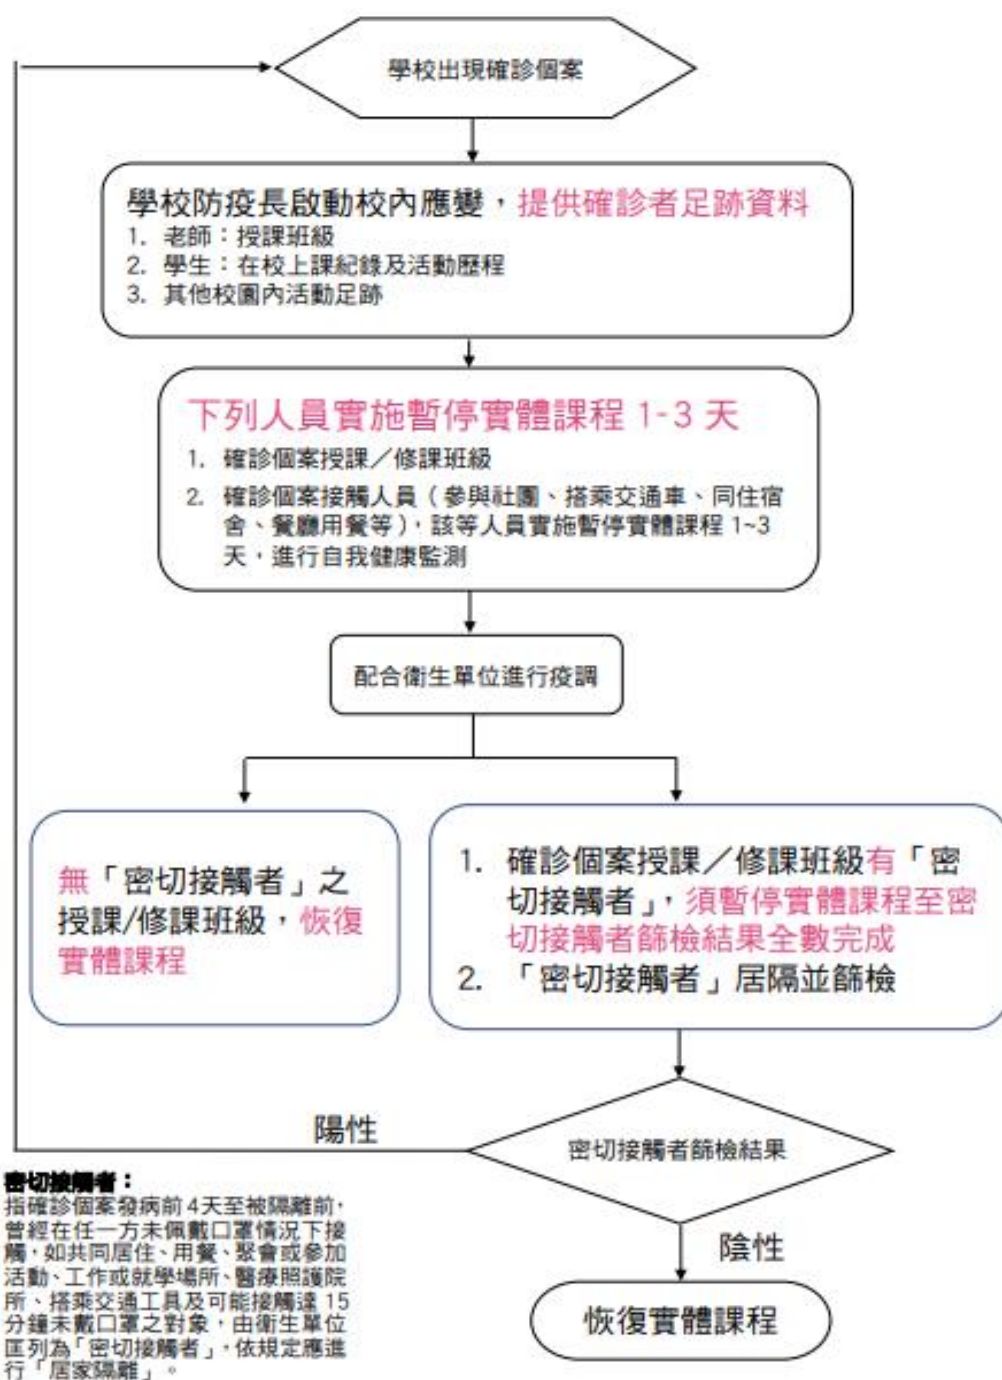 學校出現確診個案
學校防疫長啟動校內應變，提供確診者足跡資料
1. 老師：授課班級
2. 學生：在校上課紀錄及活動歷程
3. 其他校園內活動足跡
下列人員實施暫停實體課程 1-3 天
1. 確診個案授課／修課班級
2. 確診個案接觸人員（參與社團、搭乘交通車、同住宿
舍、餐廳用餐等），該等人員實施暫停實體課程 1~3
天，進行自我健康監測
配合衛生單位進行疫調
無「密切接觸者」之
授課/修課班級，恢復
實體課程
1. 確診個案授課／修課班級有「密
切接觸者」，須暫停實體課程至密
切接觸者篩檢結果全數完成
2. 「密切接觸者」居隔並篩檢
陽性
密切接觸者篩檢結果
陰性
恢復實體課程
密切接觸者：
指確診個案發病前 4天至被隔離前，
曾經在任一方未佩戴口罩情況下接
觸，如共同居住、用餐、聚會或參加
活動、工作或就學場所、醫療照護院
所、搭乘交通工具及可能接觸達 15
分鐘未戴口罩之對象，由衛生單位
匡列為「密切接觸者」，依規定應進
行「居家隔離」。